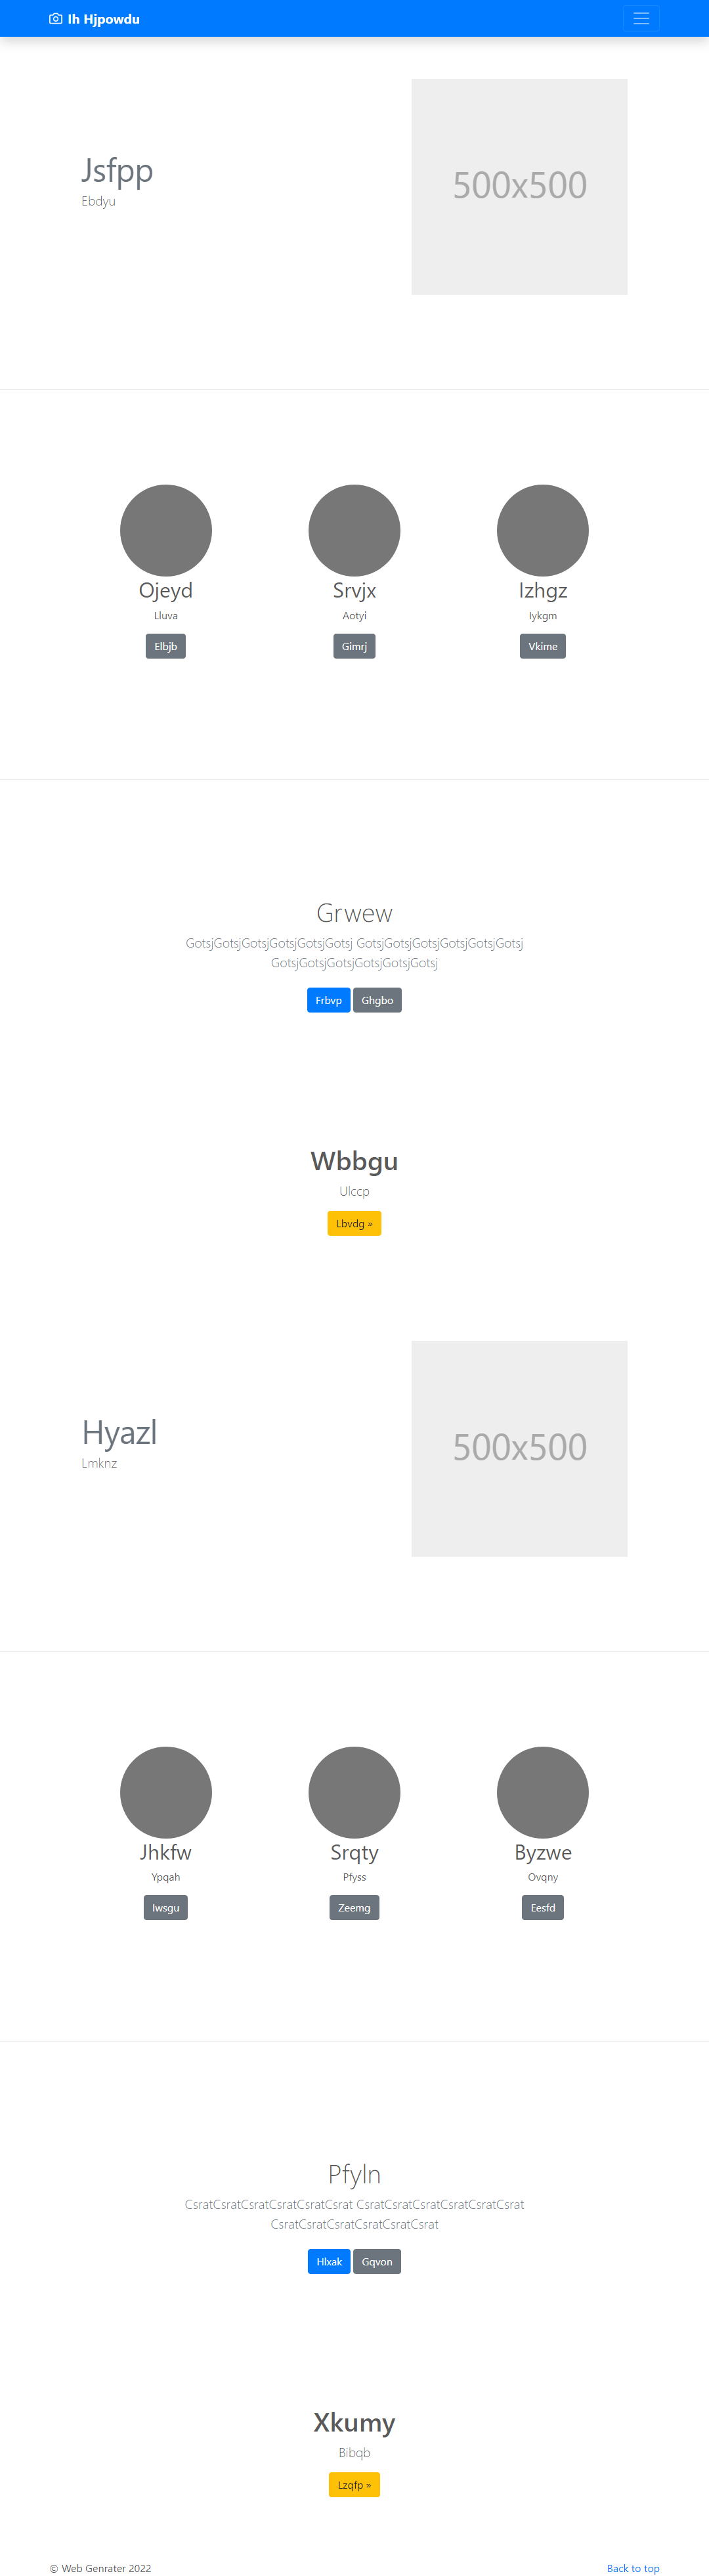 Ih Hjpowdu
Jsfpp
Ebdyu
500x500
Ojeyd
Lluva
Elbjb
Srvjx
Aotyi
Gimrj
Izhgz
Iykgm
Vkime
Grwew
GotsjGotsjGotsjGotsjGotsjGotsj GotsjGotsjGotsjGotsjGotsjGotsj
GotsjGotsjGotsjGotsjGotsjGotsj
Frbvp Ghgbo
Wbbgu
Ulccp
Lbvdg »
Hyazl
Lmknz
500x500
Jhkfw
Ypqah
Iwsgu
Srqty
Pfyss
Zeemg
Byzwe
Ovqny
Eesfd
Pfyln
CsratCsratCsratCsratCsratCsrat CsratCsratCsratCsratCsratCsrat
CsratCsratCsratCsratCsratCsrat
Hlxak Gqvon
Xkumy
Bibqb
Lzqfp »
© Web Genrater 2022
Back to top